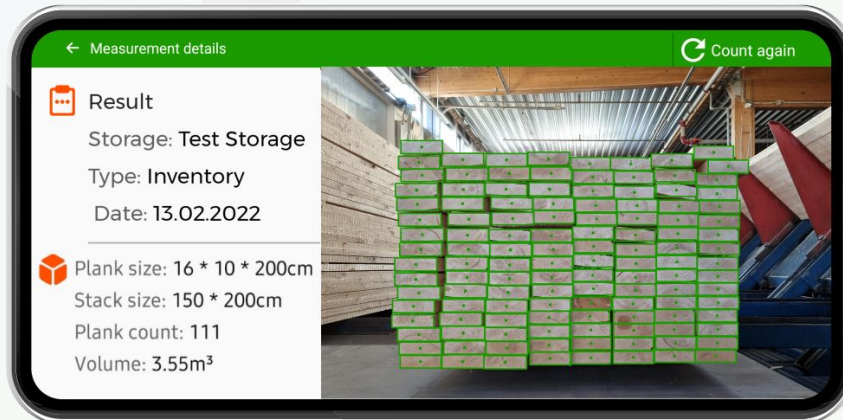 Measurement details
Count again
Result
Storage: Test Storage
Type: Inventory
Date: 13.02.2022
Plank size: 16 * 10 * 200cm
Stack size: 150 * 200cm
Plank count: 111
Volume: 3.55m³